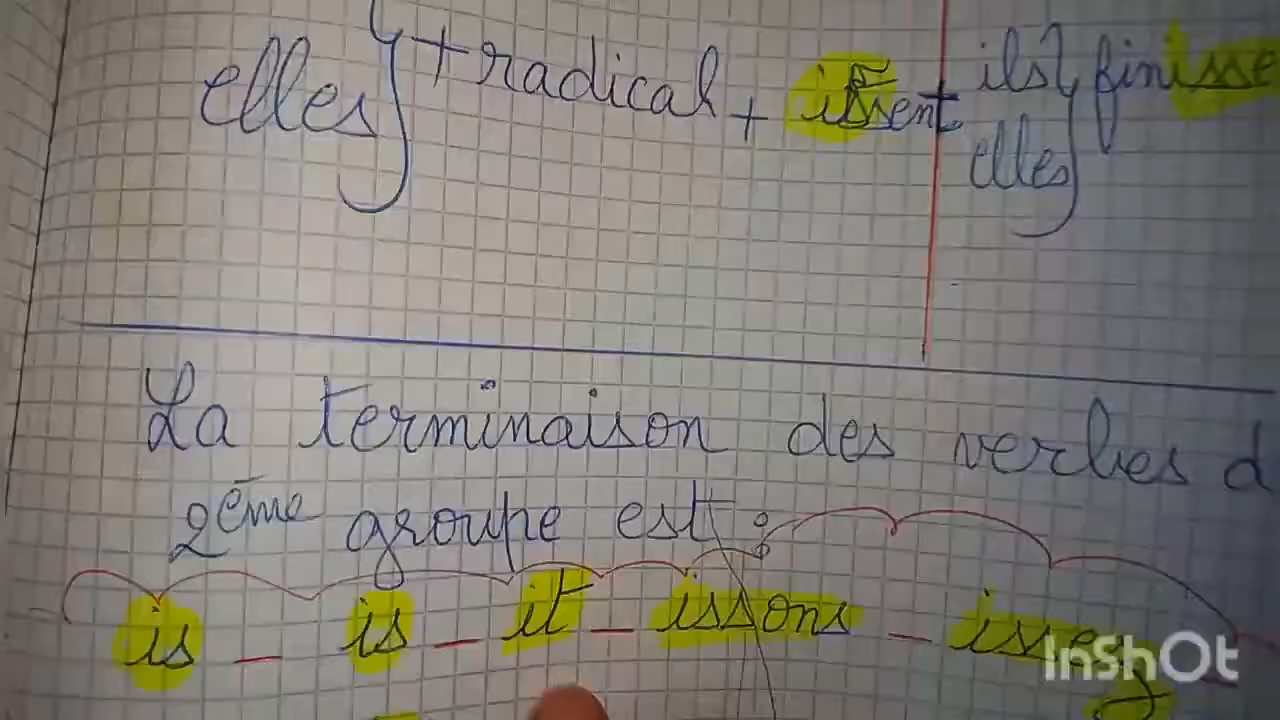 elles} + radical + issent
ils} finisse
elles}
La terminaison des verbes d
2ème groupe est :
is - is - it - issons - issez
InShOt